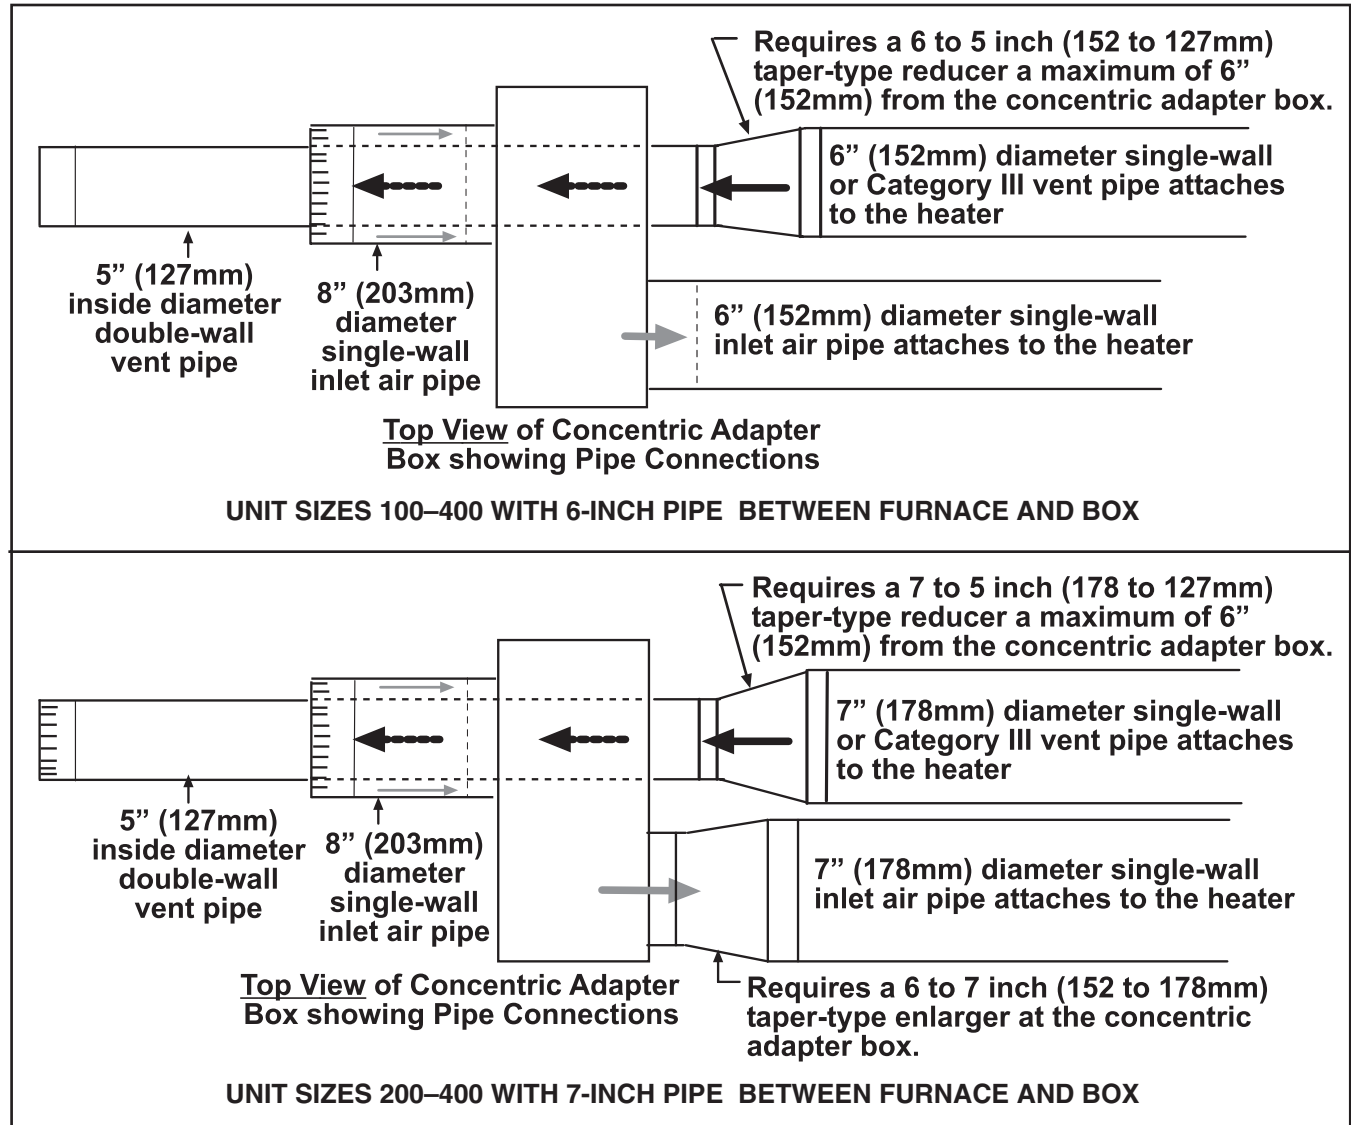 Requires a 6 to 5 inch (152 to 127mm)
taper-type reducer a maximum of 6”
(152mm) from the concentric adapter box.
6” (152mm) diameter single-wall
or Category III vent pipe attaches
to the heater
5” (127mm)
inside diameter
double-wall
vent pipe
8” (203mm)
diameter
single-wall
inlet air pipe
6” (152mm) diameter single-wall
inlet air pipe attaches to the heater
Top View of Concentric Adapter
Box showing Pipe Connections
UNIT SIZES 100–400 WITH 6-INCH PIPE BETWEEN FURNACE AND BOX
Requires a 7 to 5 inch (178 to 127mm)
taper-type reducer a maximum of 6”
(152mm) from the concentric adapter box.
7” (178mm) diameter single-wall
or Category III vent pipe attaches
to the heater
5” (127mm)
inside diameter
double-wall
vent pipe
8” (203mm)
diameter
single-wall
inlet air pipe
7” (178mm) diameter single-wall
inlet air pipe attaches to the heater
Top View of Concentric Adapter
Box showing Pipe Connections
Requires a 6 to 7 inch (152 to 178mm)
taper-type enlarger at the concentric
adapter box.
UNIT SIZES 200–400 WITH 7-INCH PIPE BETWEEN FURNACE AND BOX